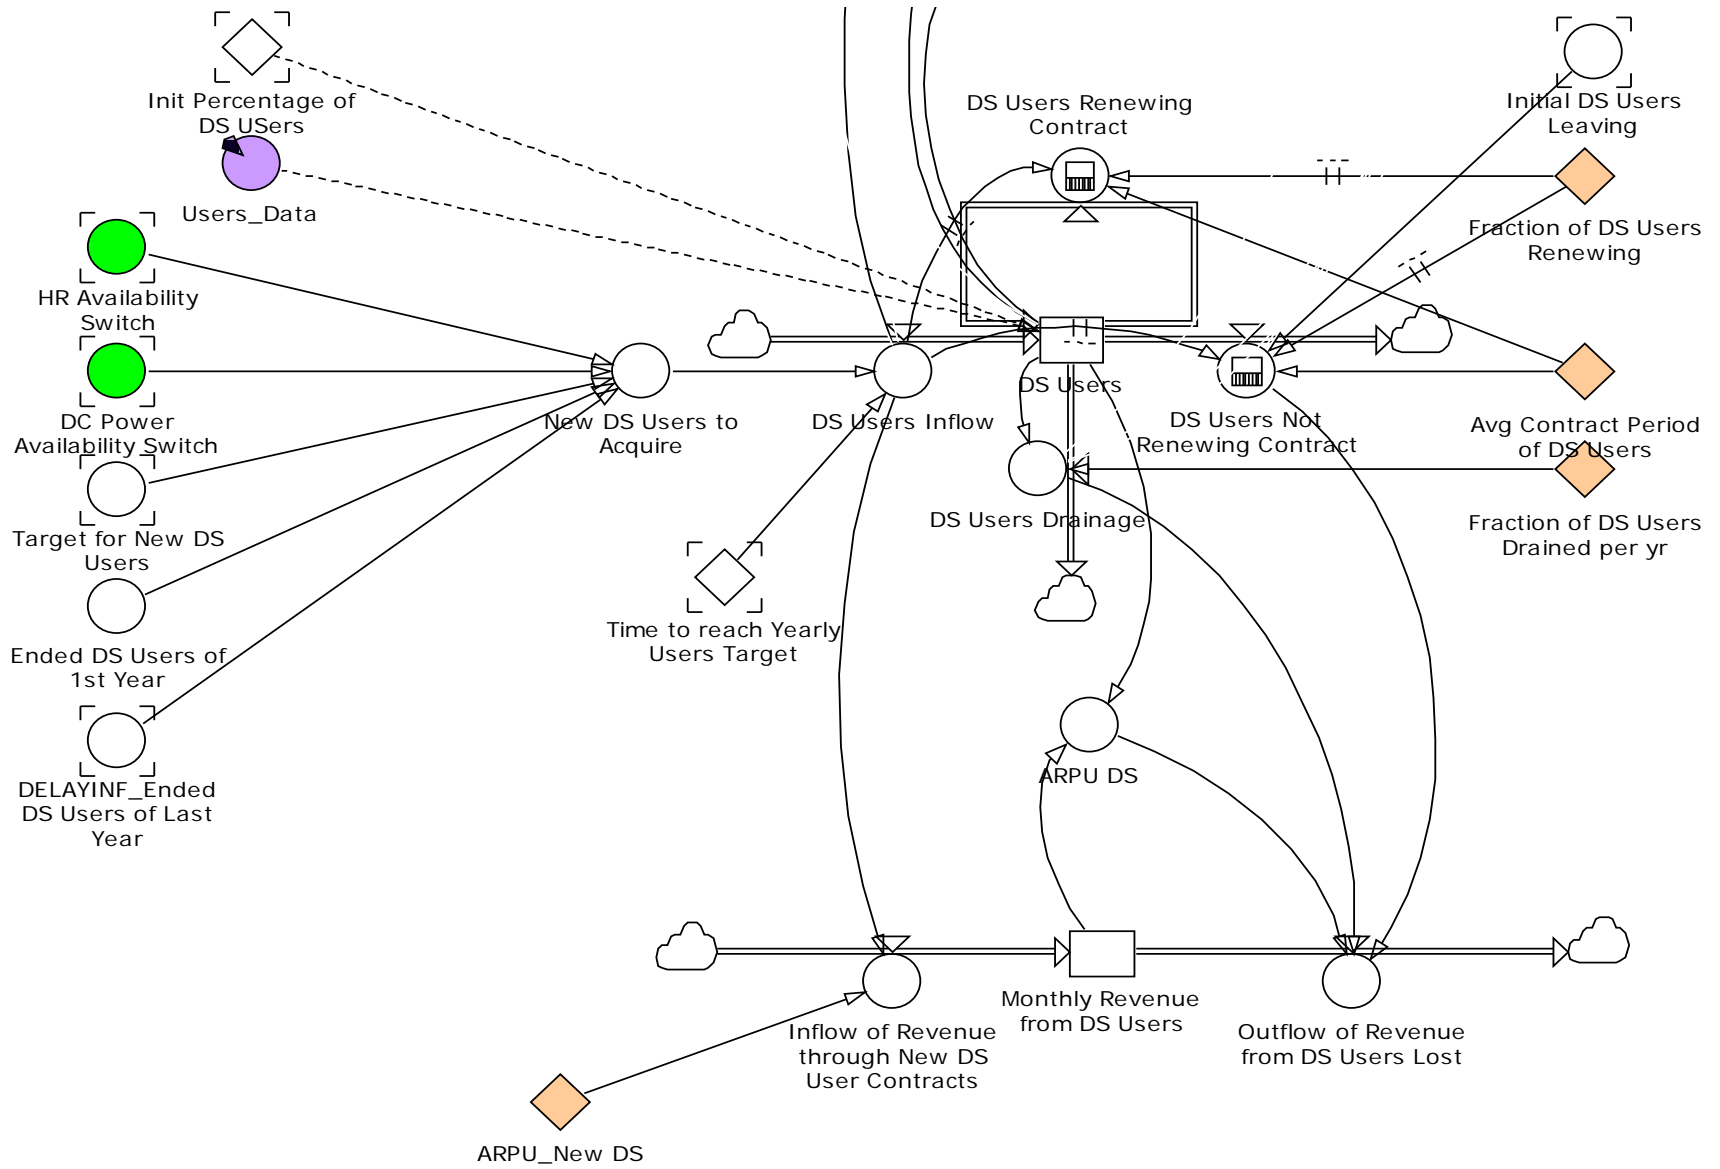 Init Percentage of
DS USers
Users_Data
HR Availability
Switch
DC Power
Availability Switch
Target for New DS
Users
Ended DS Users of
1st Year
DELAYINF_Ended
DS Users of Last
Year
New DS Users to
Acquire
Time to reach Yearly
Users Target
DS Users Inflow
DS Users Renewing
Contract
DS Users
DS Users Drainage
DS Users Not
Renewing Contract
Initial DS Users
Leaving
Fraction of DS Users
Renewing
Avg Contract Period
of DS Users
Fraction of DS Users
Drained per yr
ARPU DS
Inflow of Revenue
through New DS
User Contracts
Monthly Revenue
from DS Users
Outflow of Revenue
from DS Users Lost
ARPU_New DS